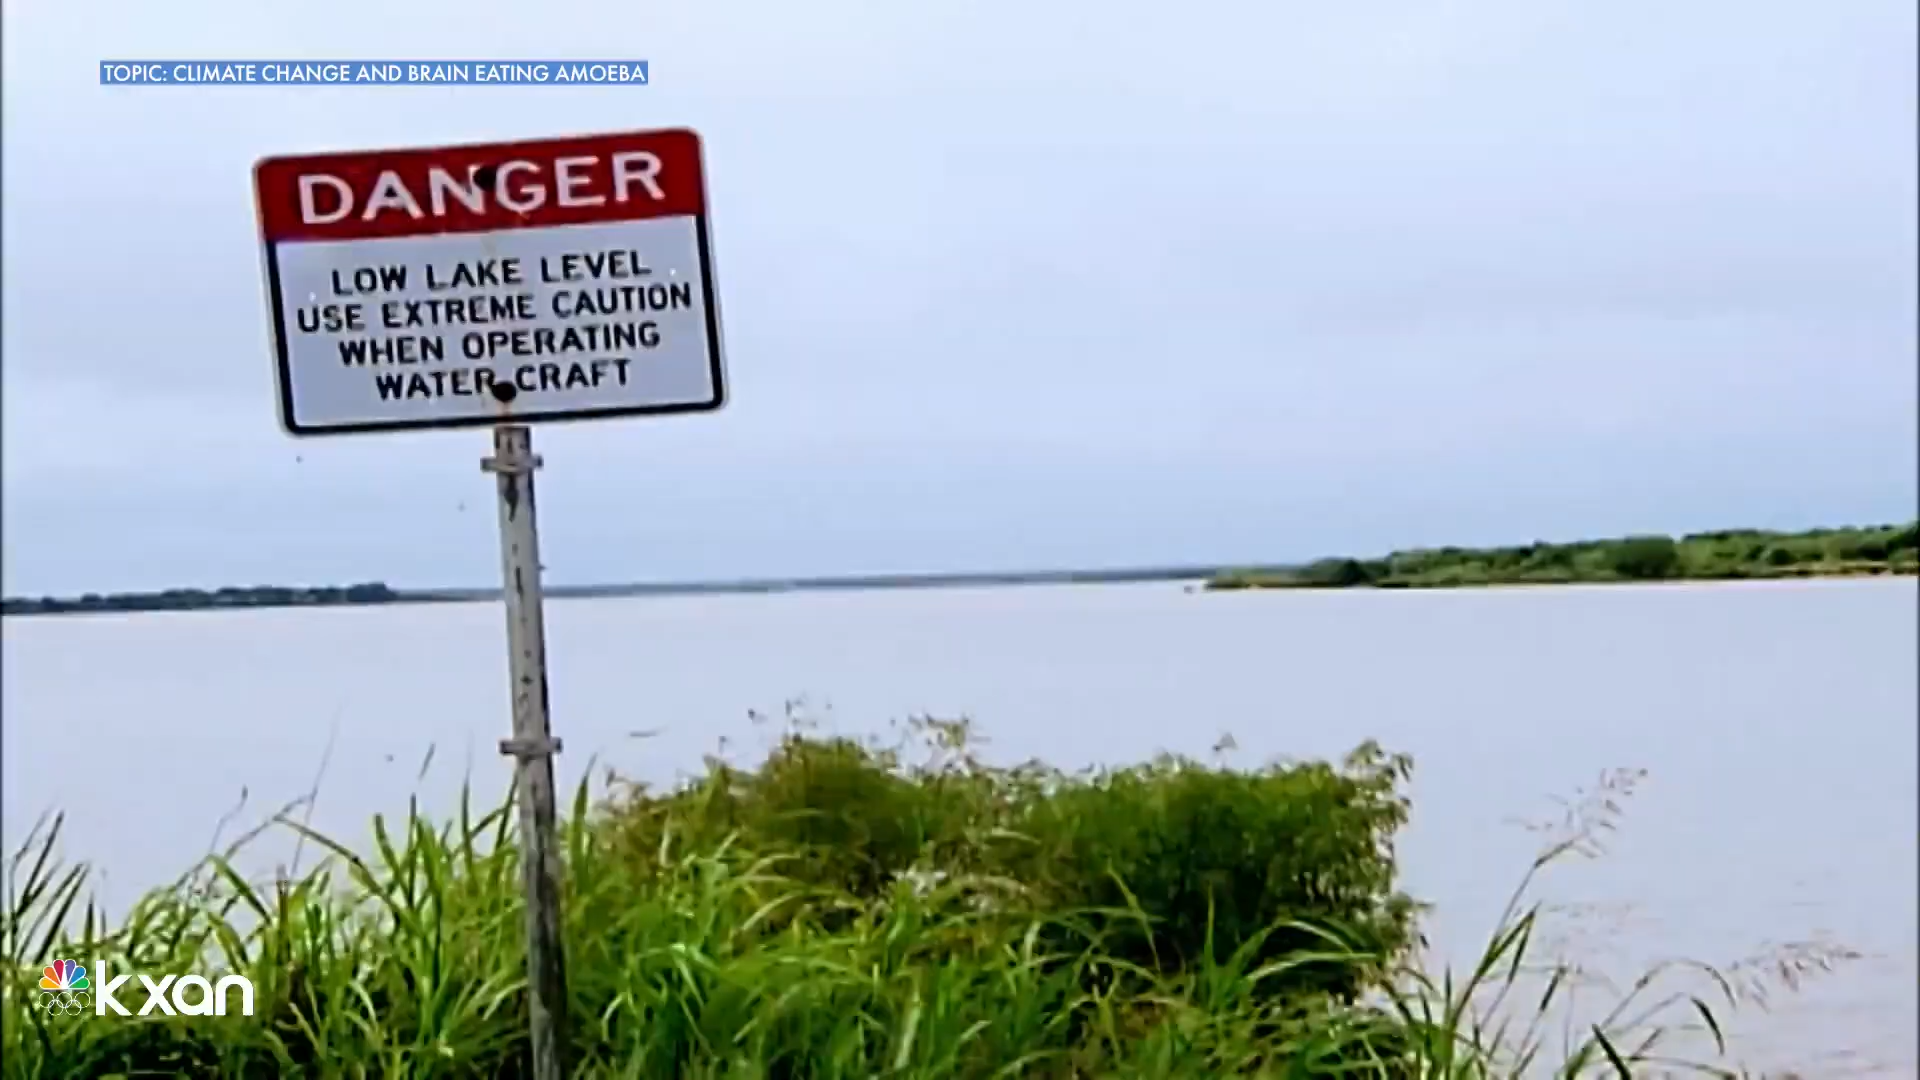 TOPIC: CLIMATE CHANGE AND BRAIN EATING AMOEBA
DANGER
LOW LAKE LEVEL
USE EXTREME CAUTION
WHEN OPERATING
WATER CRAFT
kxan